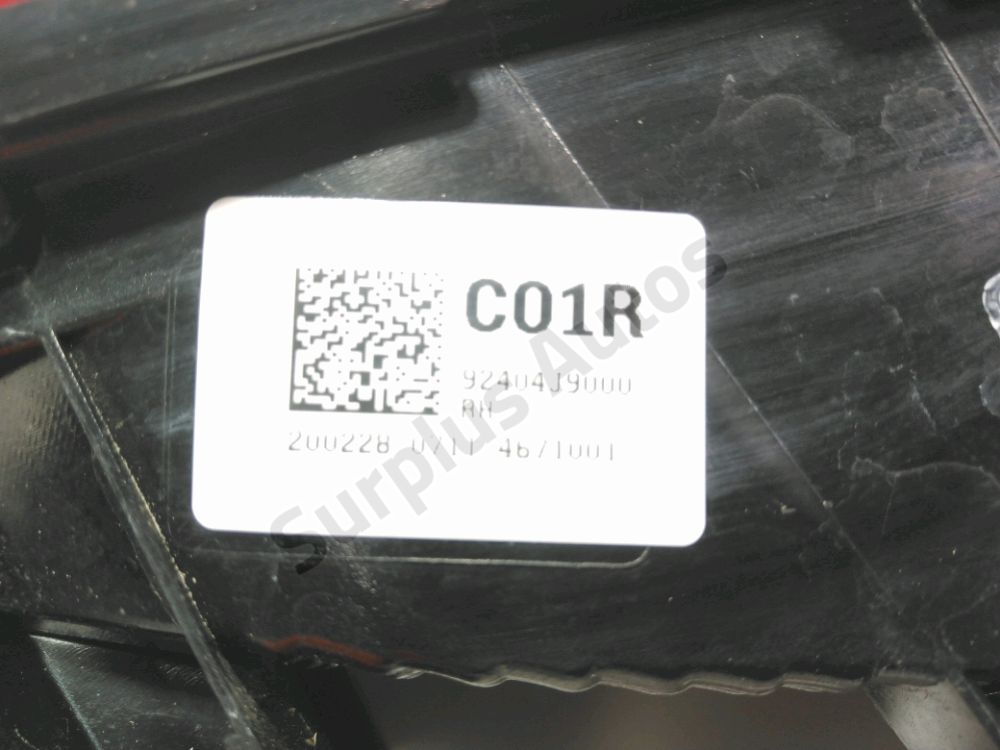 C01R
92404J9000
RH
200228 0711 4671001
Surplus Autos